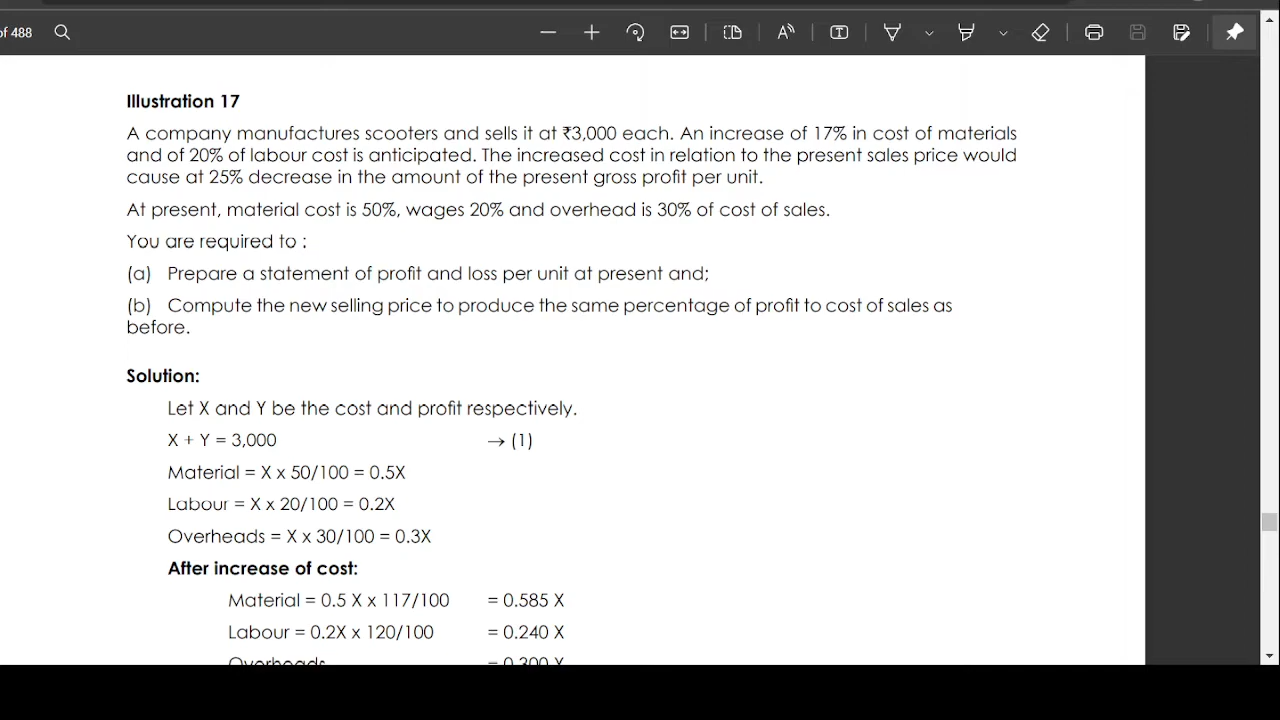 of 488
Illustration 17
A company manufactures scooters and sells it at ₹3,000 each. An increase of 17% in cost of materials
and of 20% of labour cost is anticipated. The increased cost in relation to the present sales price would
cause at 25% decrease in the amount of the present gross profit per unit.
At present, material cost is 50%, wages 20% and overhead is 30% of cost of sales.
You are required to :
(a) Prepare a statement of profit and loss per unit at present and;
(b) Compute the new selling price to produce the same percentage of profit to cost of sales as
before.
Solution:
Let X and Y be the cost and profit respectively.
X + Y = 3,000 → (1)
Material = X x 50/100 = 0.5X
Labour = X x 20/100 = 0.2X
Overheads = X x 30/100 = 0.3X
After increase of cost:
Material = 0.5 X x 117/100 = 0.585 X
Labour = 0.2X x 120/100 = 0.240 X
Overheads = 0.300 X